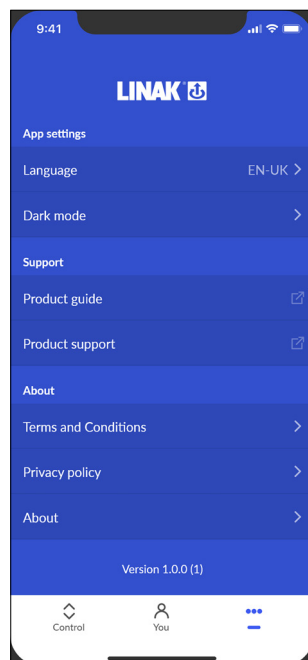 9:41
LINAK
App settings
Language EN-UK
Dark mode
Support
Product guide
Product support
About
Terms and Conditions
Privacy policy
About
Version 1.0.0 (1)
Control You